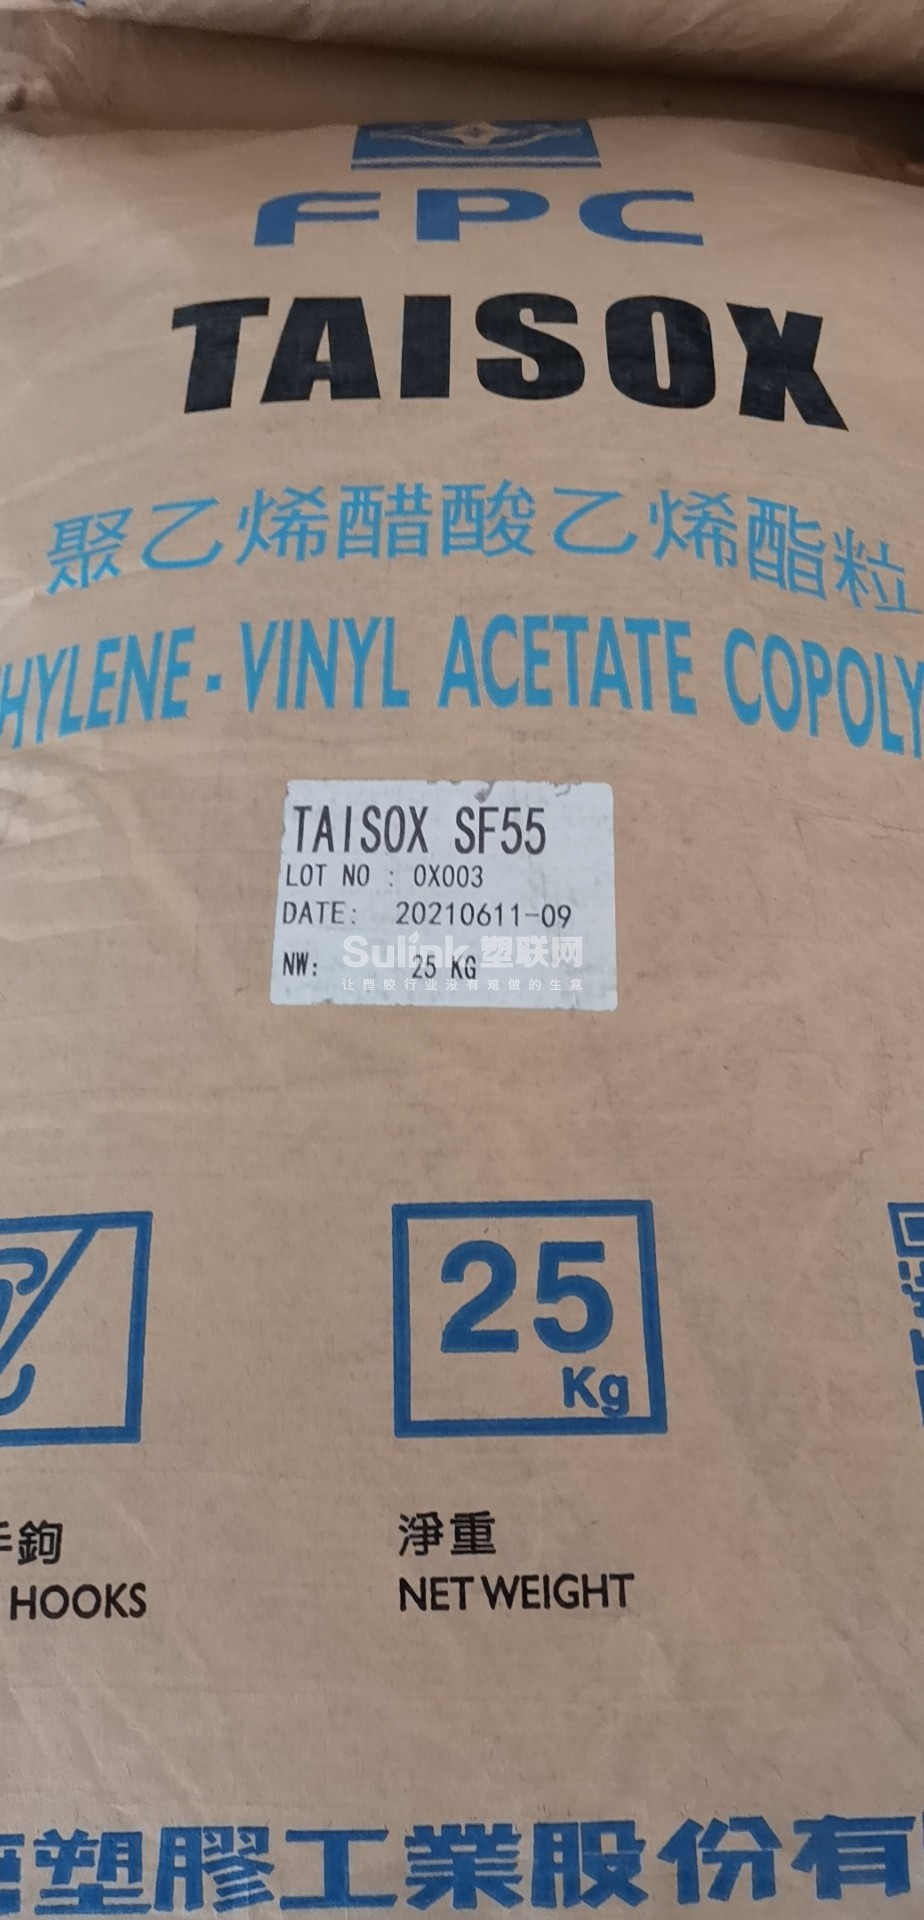 FPC
TAISOX
聚乙烯醋酸乙烯酯粒
HYLENE-VINYL ACETATE COPOLY
TAISOX SF55
LOT NO : 0X003
DATE: 20210611-09
NW: 25 KG
Sulink 塑联网
让塑胶行业没有难做的生意
25
Kg
手鉤
淨重
HOOKS
NET WEIGHT
塑膠工業股份有